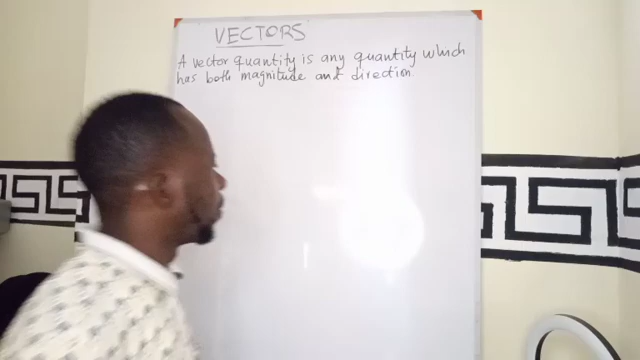 VECTORS
A vector quantity is any quantity which
has both magnitude and direction.